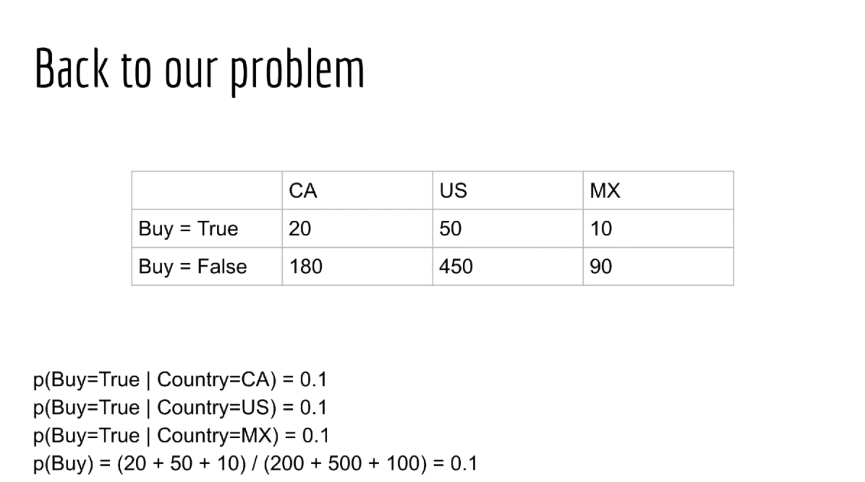 Back to our problem
CA US MX
Buy = True 20 50 10
Buy = False 180 450 90
p(Buy=True | Country=CA) = 0.1
p(Buy=True | Country=US) = 0.1
p(Buy=True | Country=MX) = 0.1
p(Buy) = (20 + 50 + 10) / (200 + 500 + 100) = 0.1